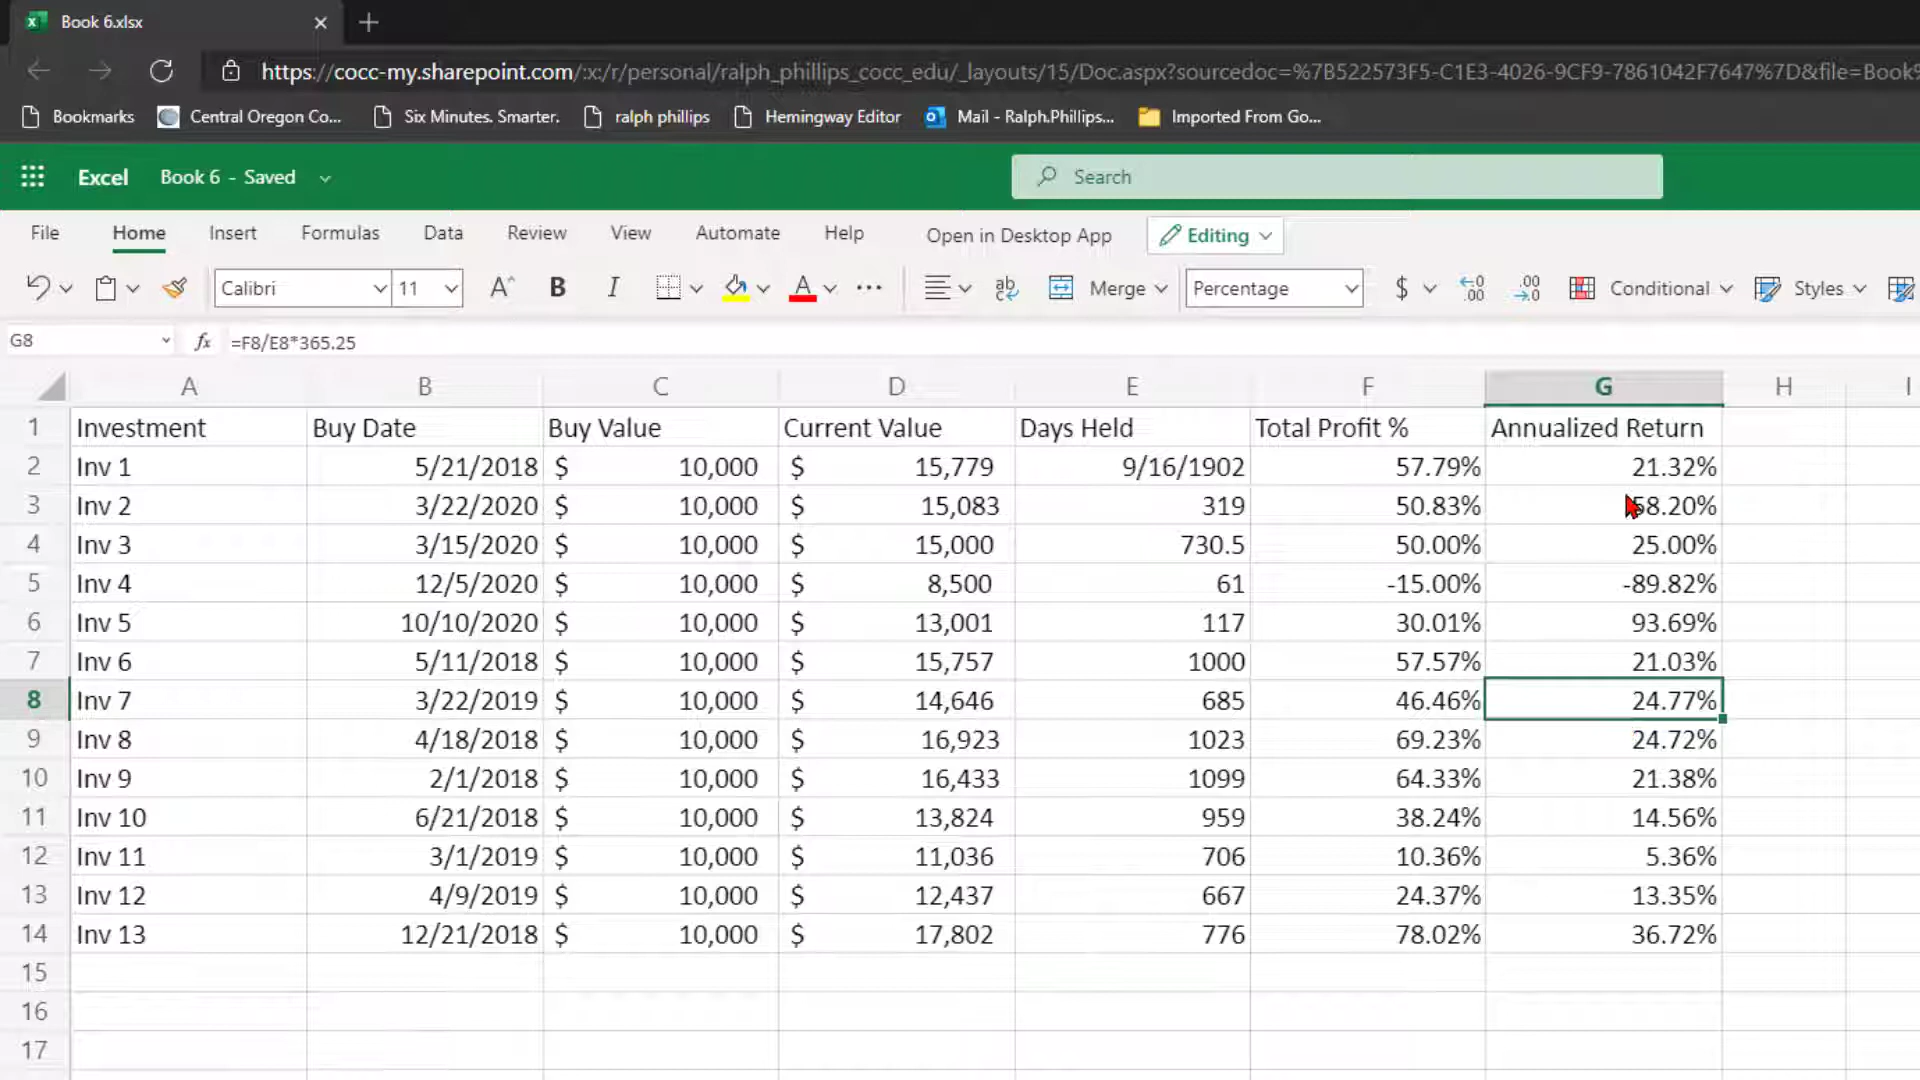 Book 6.xlsx
https://cocc-my.sharepoint.com/:x:/r/personal/ralph_phillips_cocc_edu/_layouts/15/Doc.aspx?sourcedoc=%7B522573F5-C1E3-4026-9CF9-7861042F7647%7D&file=Book%
Bookmarks Central Oregon Co... Six Minutes. Smarter. ralph phillips Hemingway Editor Mail - Ralph.Phillips... Imported From Go...
Excel Book 6 - Saved Search
File Home Insert Formulas Data Review View Automate Help Open in Desktop App Editing
Calibri 11 A^ B I A ... ab Merge Percentage $ .00 .00 Conditional Styles
G8 fx =F8/E8*365.25
A B C D E F G H I
1 Investment Buy Date Buy Value Current Value Days Held Total Profit % Annualized Return
2 Inv 1 5/21/2018 $ 10,000 $ 15,779 9/16/1902 57.79% 21.32%
3 Inv 2 3/22/2020 $ 10,000 $ 15,083 319 50.83% 58.20%
4 Inv 3 3/15/2020 $ 10,000 $ 15,000 730.5 50.00% 25.00%
5 Inv 4 12/5/2020 $ 10,000 $ 8,500 61 -15.00% -89.82%
6 Inv 5 10/10/2020 $ 10,000 $ 13,001 117 30.01% 93.69%
7 Inv 6 5/11/2018 $ 10,000 $ 15,757 1000 57.57% 21.03%
8 Inv 7 3/22/2019 $ 10,000 $ 14,646 685 46.46% 24.77%
9 Inv 8 4/18/2018 $ 10,000 $ 16,923 1023 69.23% 24.72%
10 Inv 9 2/1/2018 $ 10,000 $ 16,433 1099 64.33% 21.38%
11 Inv 10 6/21/2018 $ 10,000 $ 13,824 959 38.24% 14.56%
12 Inv 11 3/1/2019 $ 10,000 $ 11,036 706 10.36% 5.36%
13 Inv 12 4/9/2019 $ 10,000 $ 12,437 667 24.37% 13.35%
14 Inv 13 12/21/2018 $ 10,000 $ 17,802 776 78.02% 36.72%
15
16
17